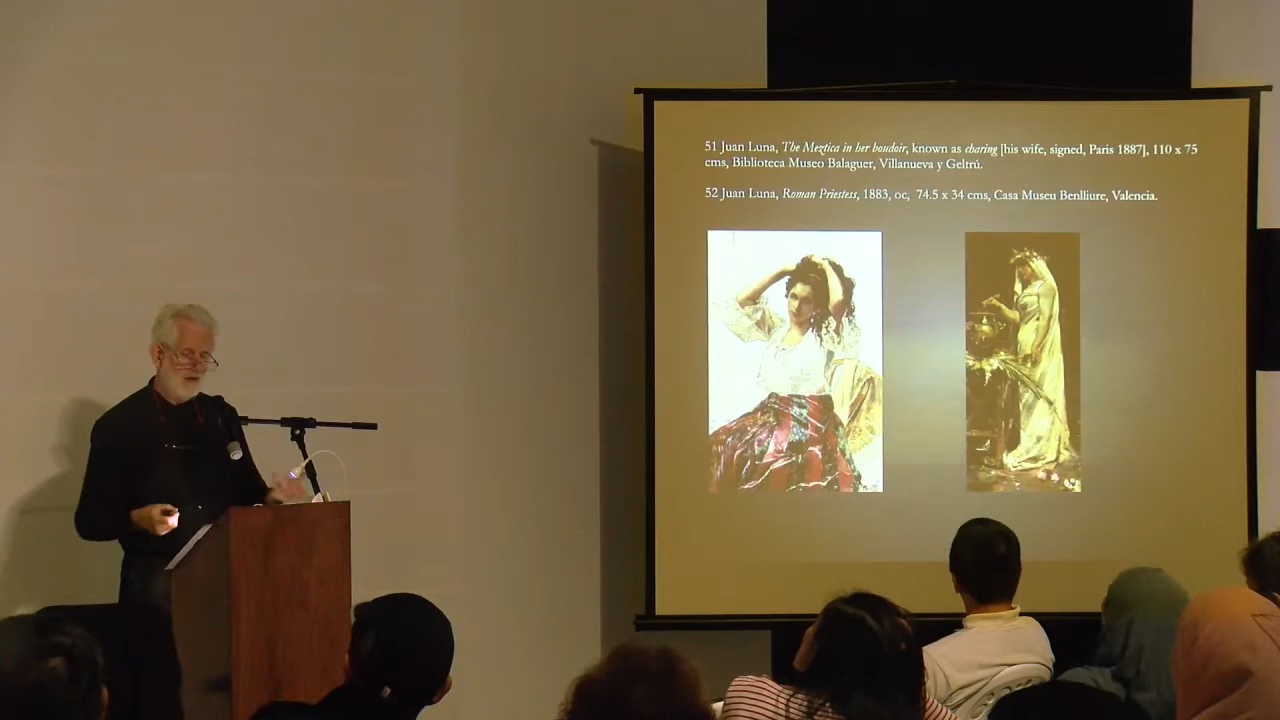 51 Juan Luna, The Meztica in her boudoir, known as charing [his wife, signed, Paris 1887], 110 x 75
cms, Biblioteca Museo Balaguer, Villanueva y Geltrú.
52 Juan Luna, Roman Priestess, 1883, oc, 74.5 x 34 cms, Casa Museu Benlliure, Valencia.